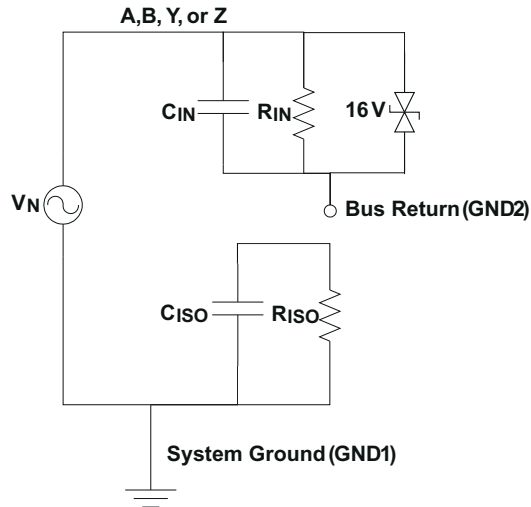 A,B, Y, or Z
CIN
RIN
16 V
VN
Bus Return (GND2)
CISO
RISO
System Ground (GND1)